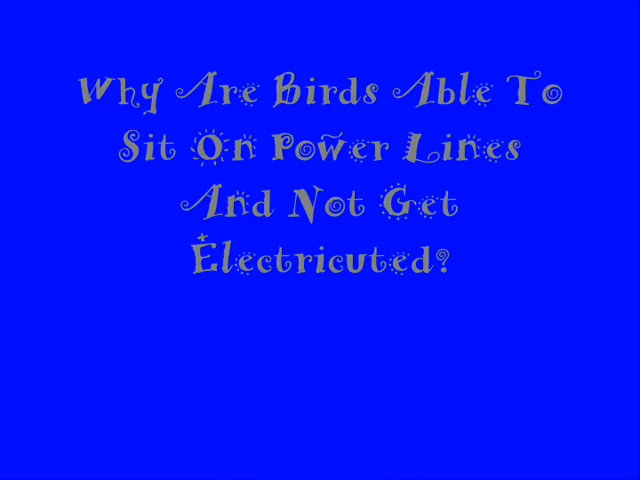 Why Are Birds Able To
Sit On Power Lines
And Not Get
Electricuted?